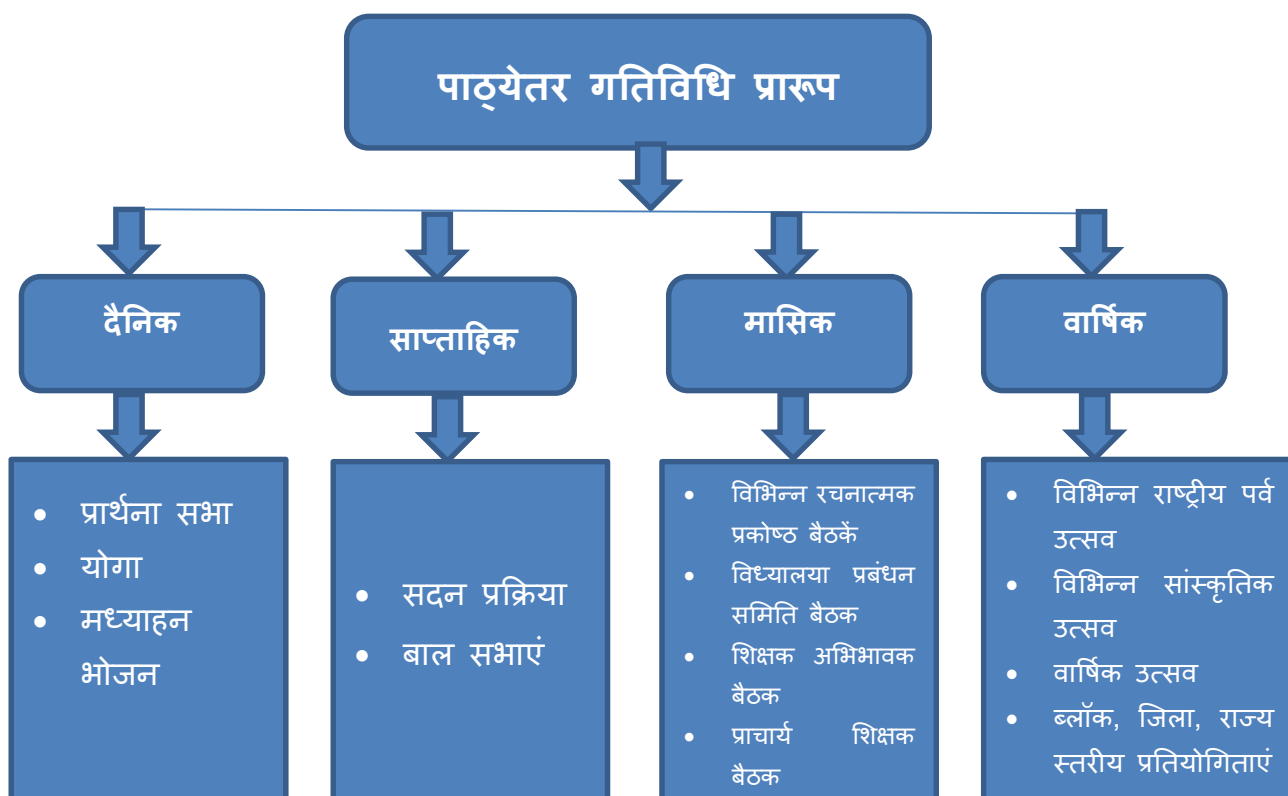 पाठ्येतर गतिविधि प्रारूप
दैनिक
साप्ताहिक
मासिक
वार्षिक
• प्रार्थना सभा
• योगा
• मध्याहन
भोजन
• सदन प्रक्रिया
• बाल सभाएं
• विभिन्न रचनात्मक
प्रकोष्ठ बैठकें
• विध्यालया प्रबंधन
समिति बैठक
• शिक्षक अभिभावक
बैठक
• प्राचार्य शिक्षक
बैठक
• विभिन्न राष्ट्रीय पर्व
उत्सव
• विभिन्न सांस्कृतिक
उत्सव
• वार्षिक उत्सव
• ब्लॉक, जिला, राज्य
स्तरीय प्रतियोगिताएं